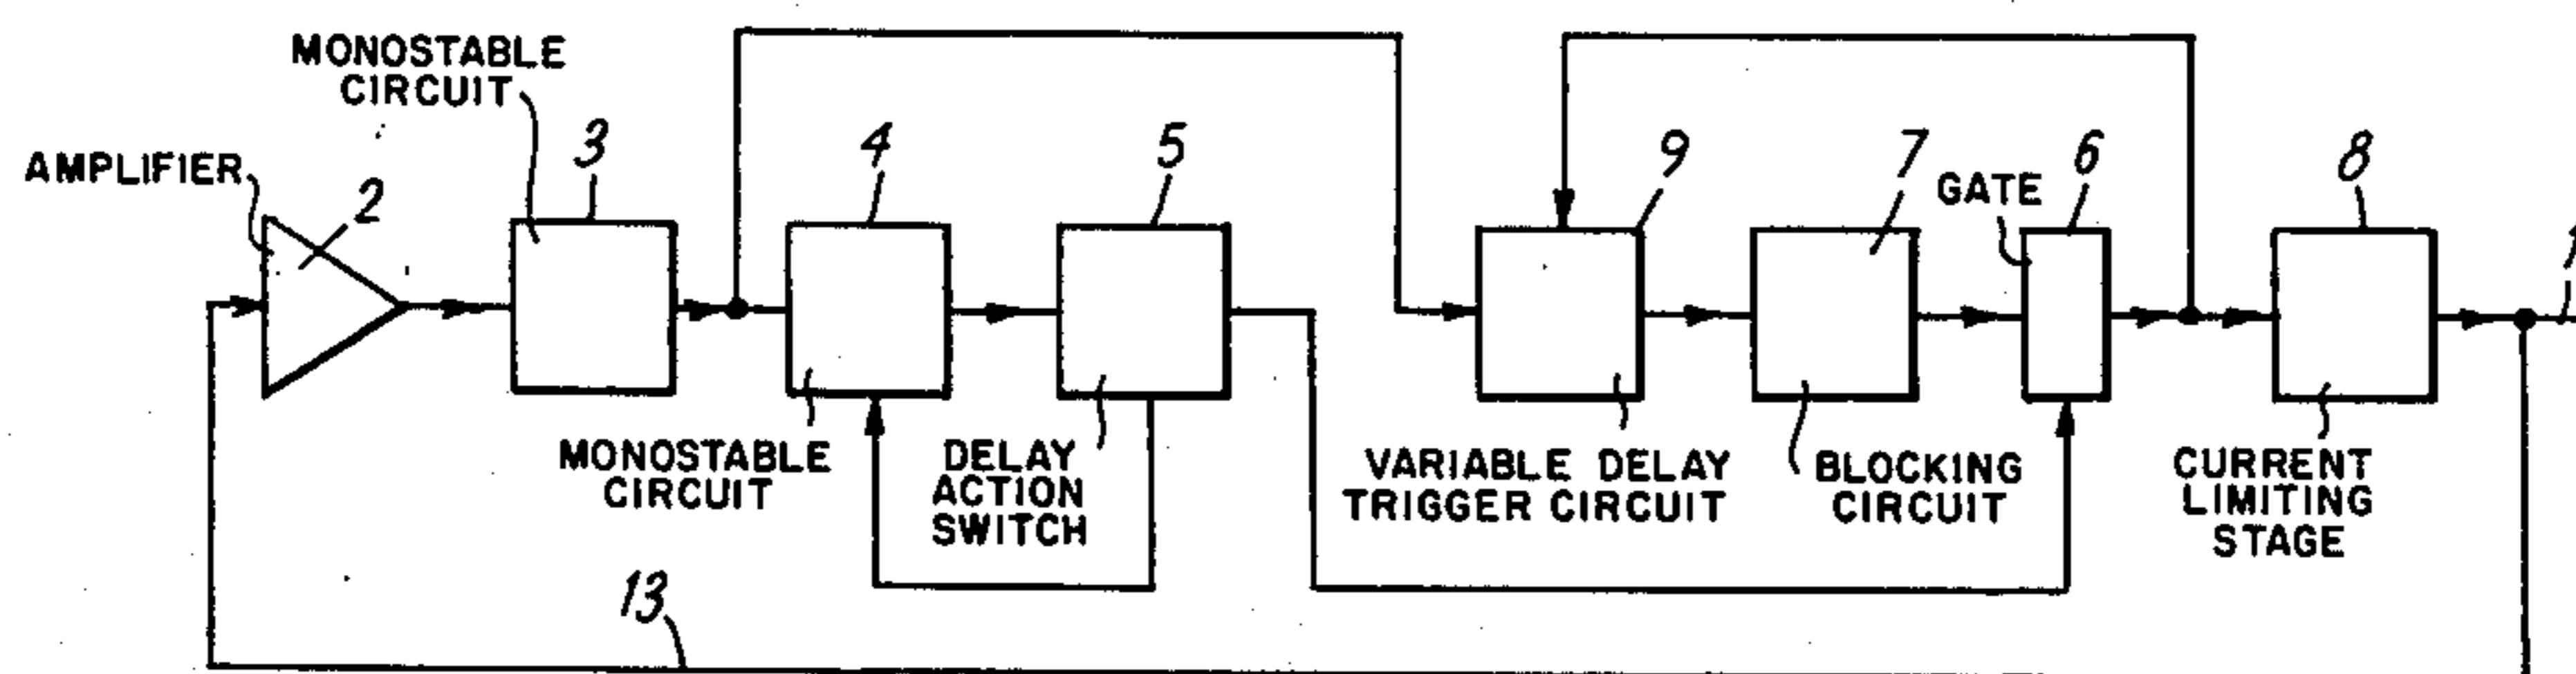 MONOSTABLE
CIRCUIT
AMPLIFIER
2
3
4
5
9
7
GATE
6
8
MONOSTABLE
CIRCUIT
DELAY
ACTION
SWITCH
VARIABLE DELAY
TRIGGER CIRCUIT
BLOCKING
CIRCUIT
CURRENT
LIMITING
STAGE
13